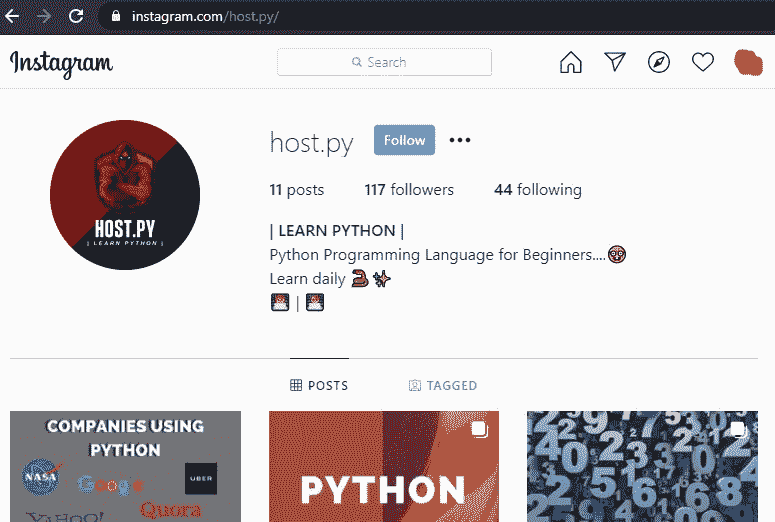 instagram.com/host.py/
Instagram
Search
host.py Follow
11 posts 117 followers 44 following
| LEARN PYTHON |
Python Programming Language for Beginners....
Learn daily
|
HOST.PY
| LEARN PYTHON |
POSTS TAGGED
COMPANIES USING
PYTHON
NASA Google UBER
YAHOO! Quora
PYTHON